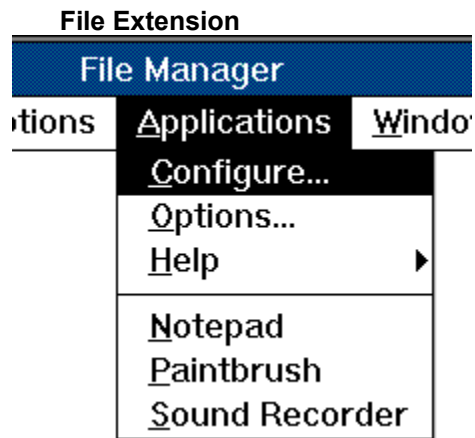 File Extension
File Manager
tions Applications Windo
Configure...
Options...
Help
Notepad
Paintbrush
Sound Recorder